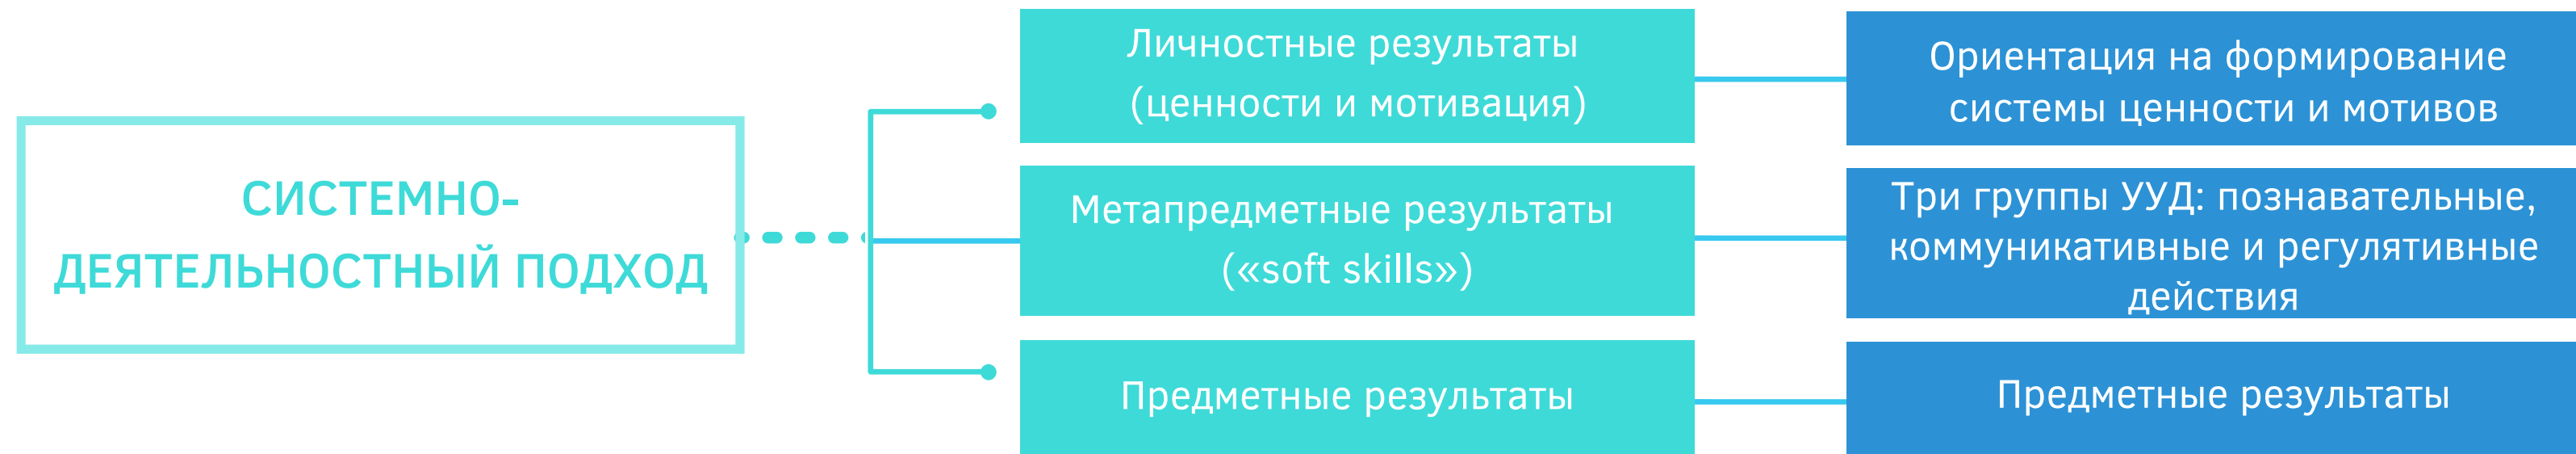 СИСТЕМНО-
ДЕЯТЕЛЬНОСТНЫЙ ПОДХОД
Личностные результаты
(ценности и мотивация)
Ориентация на формирование
системы ценности и мотивов
Метапредметные результаты
(«soft skills»)
Три группы УУД: познавательные,
коммуникативные и регулятивные
действия
Предметные результаты
Предметные результаты